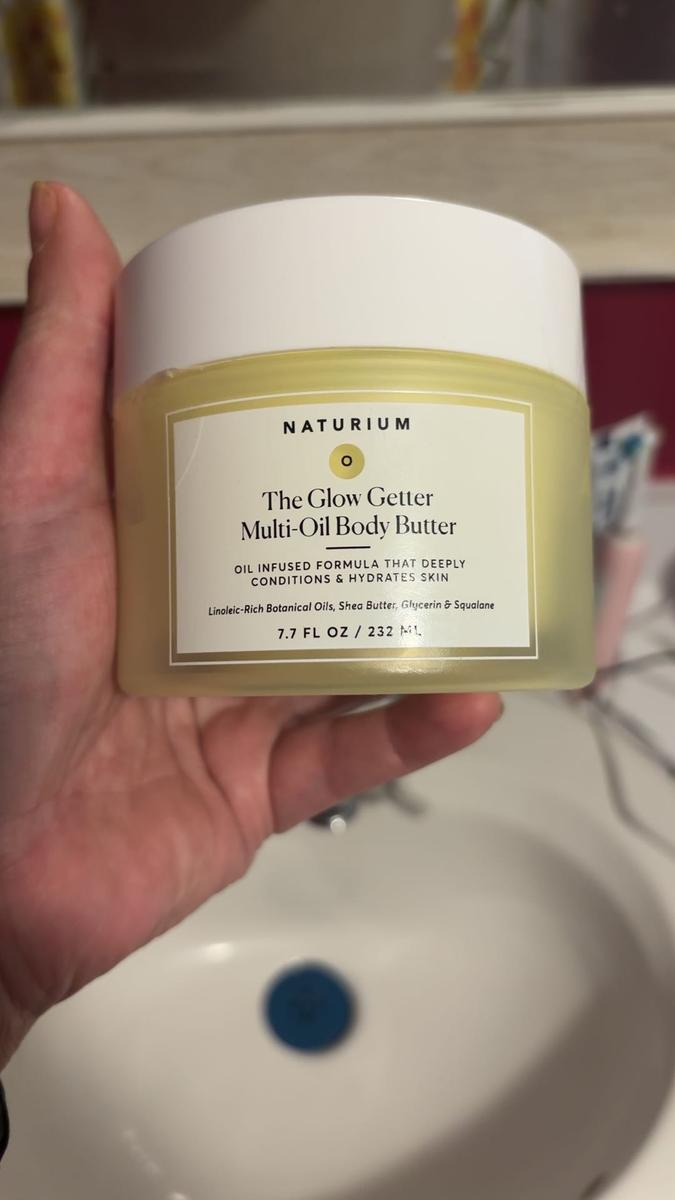 NATURIUM
O
The Glow Getter
Multi-Oil Body Butter
OIL INFUSED FORMULA THAT DEEPLY
CONDITIONS & HYDRATES SKIN
Linoleic-Rich Botanical Oils, Shea Butter, Glycerin & Squalane
7.7 FL OZ / 232 ML